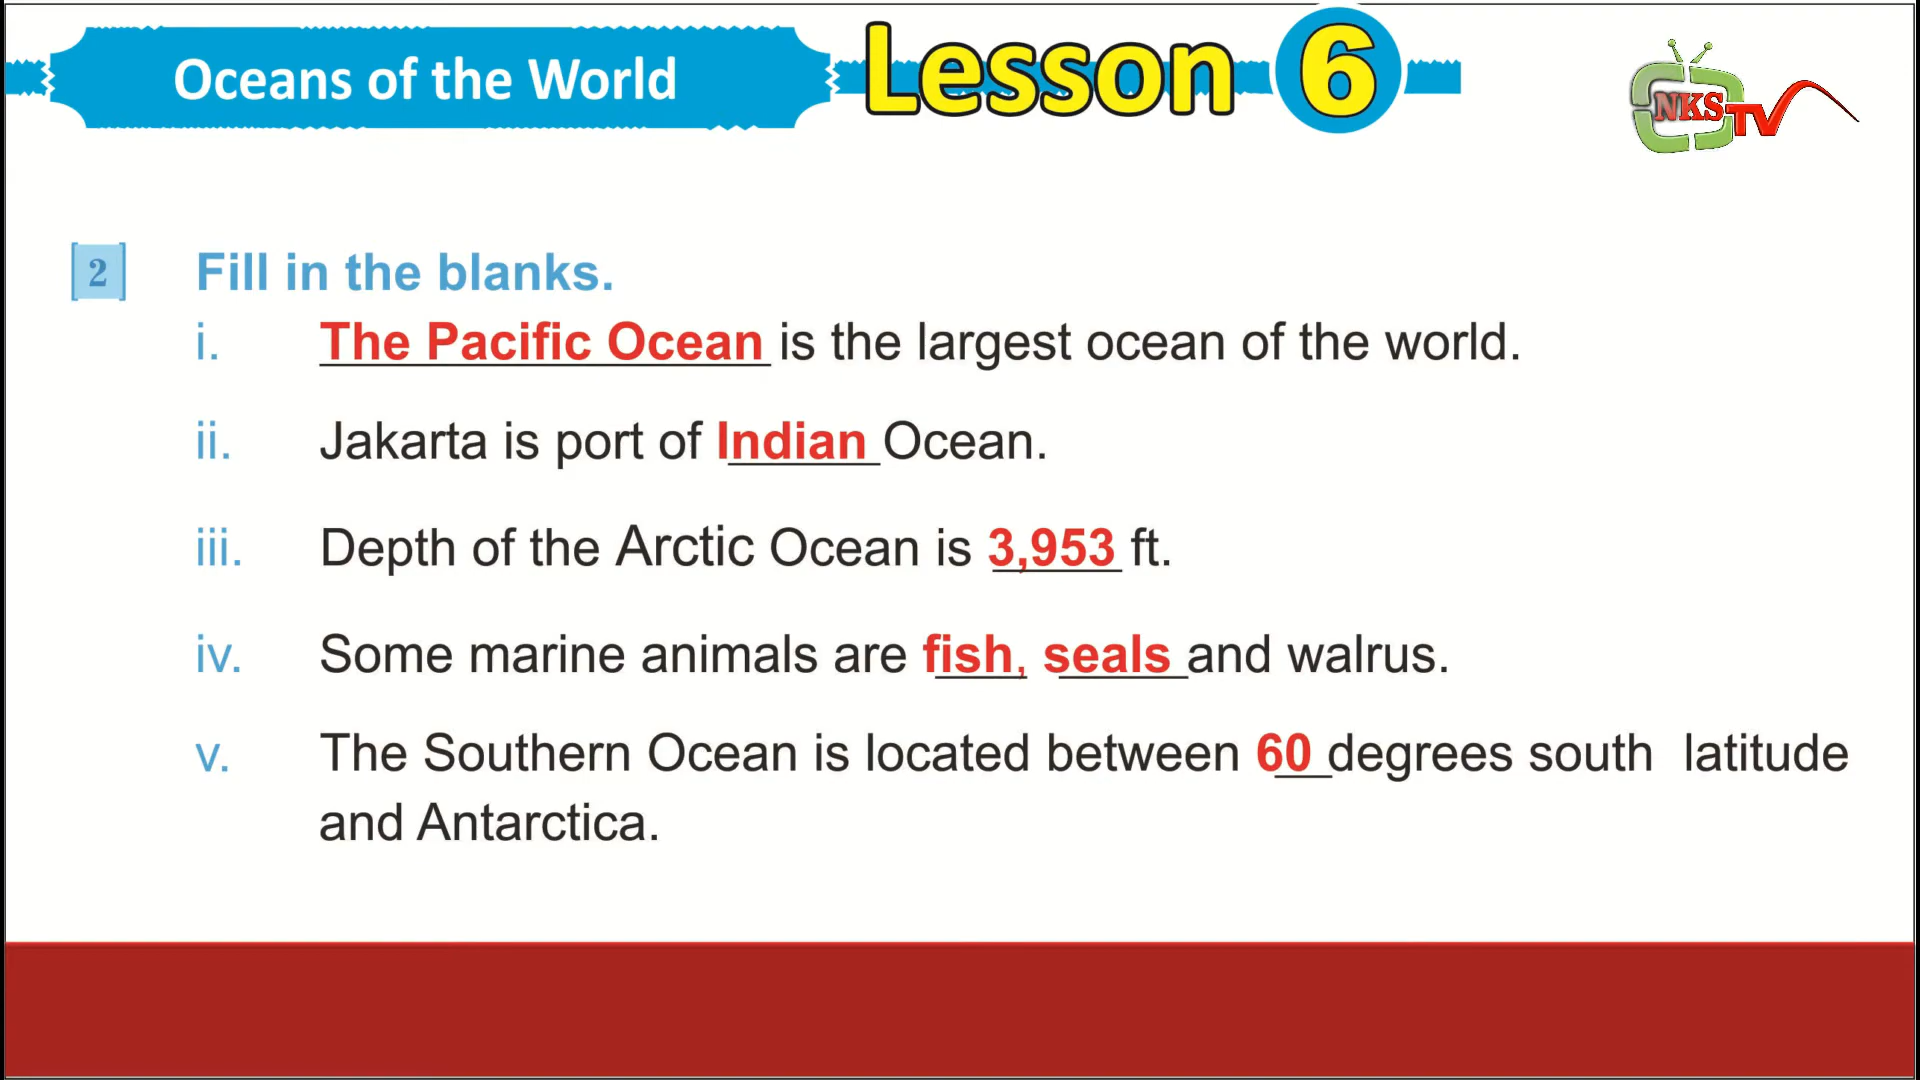 Oceans of the World Lesson 6
NKS TV
2 Fill in the blanks.
i. The Pacific Ocean is the largest ocean of the world.
ii. Jakarta is port of Indian Ocean.
iii. Depth of the Arctic Ocean is 3,953 ft.
iv. Some marine animals are fish, seals and walrus.
v. The Southern Ocean is located between 60 degrees south latitude
and Antarctica.